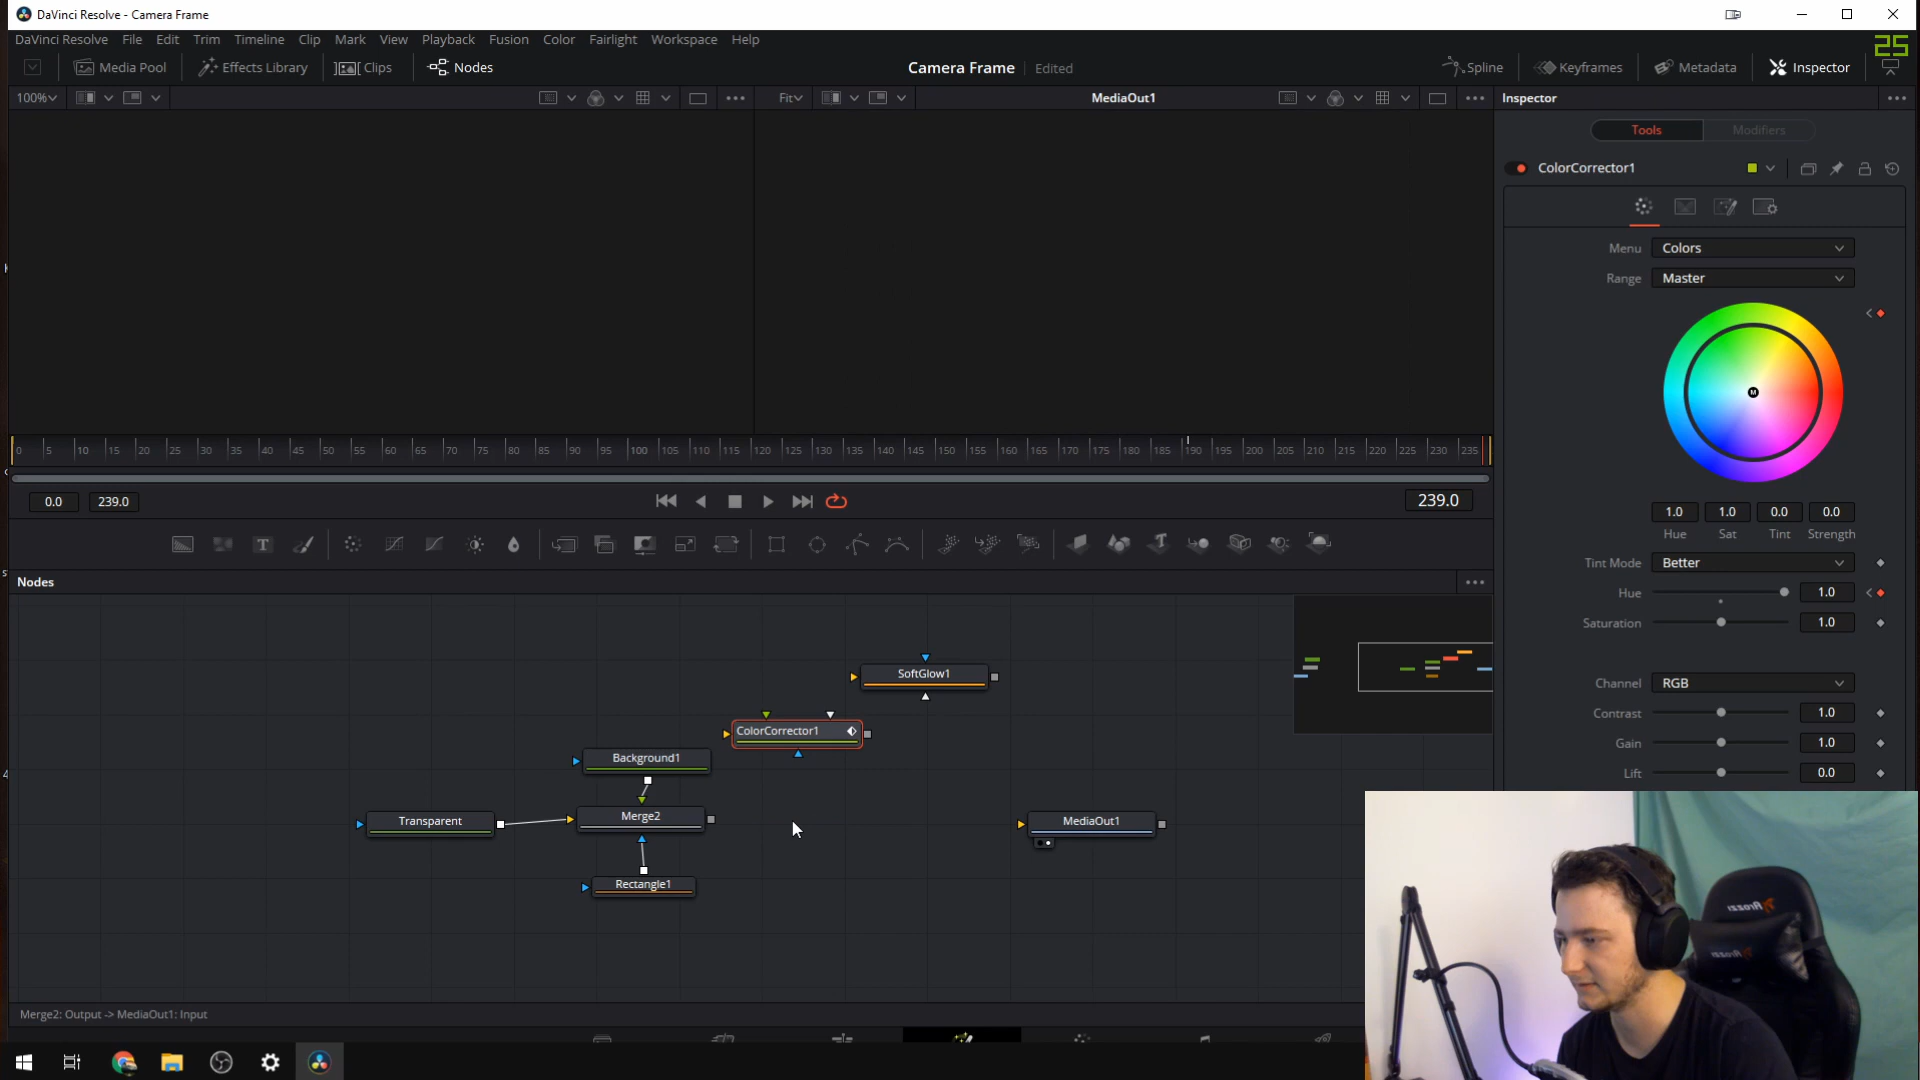 DaVinci Resolve - Camera Frame
DaVinci Resolve File Edit Trim Timeline Clip Mark View Playback Fusion Color Fairlight Workspace Help
25
Media Pool Effects Library Clips Nodes Camera Frame Edited Spline Keyframes Metadata Inspector
100% Fit MediaOut1 Inspector
Tools Modifiers
ColorCorrector1
Menu Colors
Range Master
M
0 5 10 15 20 25 30 35 40 45 50 55 60 65 70 75 80 85 90 95 100 105 110 115 120 125 130 135 140 145 150 155 160 165 170 175 180 185 190 195 200 205 210 215 220 225 230 235
0.0 239.0 239.0
1.0 1.0 0.0 0.0
Hue Sat Tint Strength
T
Tint Mode Better
Nodes
Hue 1.0
Saturation 1.0
SoftGlow1
Channel RGB
Contrast 1.0
ColorCorrector1
Gain 1.0
Background1
Lift 0.0
Transparent
Merge2
MediaOut1
Rectangle1
Merge2: Output -> MediaOut1: Input